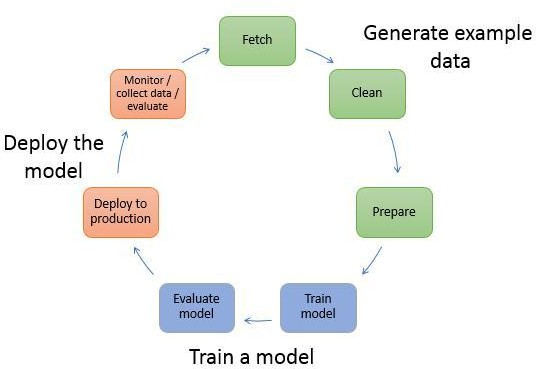 Fetch
Generate example
data
Clean
Prepare
Train
model
Train a model
Evaluate
model
Deploy to
production
Deploy the
model
Monitor /
collect data /
evaluate